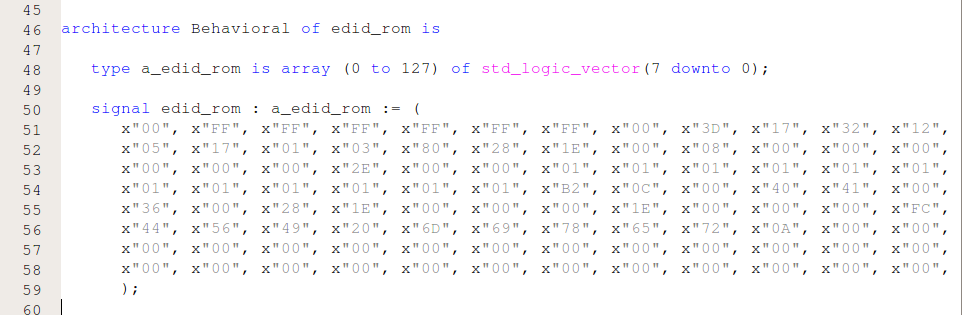 45
46 architecture Behavioral of edid_rom is
47
48 type a_edid_rom is array (0 to 127) of std_logic_vector(7 downto 0);
49
50 signal edid_rom : a_edid_rom := (
51 x"00", x"FF", x"FF", x"FF", x"FF", x"FF", x"FF", x"00", x"3D", x"17", x"32", x"12",
52 x"05", x"17", x"01", x"03", x"80", x"28", x"1E", x"00", x"08", x"00", x"00", x"00",
53 x"00", x"00", x"00", x"2E", x"00", x"00", x"01", x"01", x"01", x"01", x"01", x"01",
54 x"01", x"01", x"01", x"01", x"01", x"01", x"B2", x"0C", x"00", x"40", x"41", x"00",
55 x"36", x"00", x"28", x"1E", x"00", x"00", x"00", x"1E", x"00", x"00", x"00", x"FC",
56 x"44", x"56", x"49", x"20", x"6D", x"69", x"78", x"65", x"72", x"0A", x"00", x"00",
57 x"00", x"00", x"00", x"00", x"00", x"00", x"00", x"00", x"00", x"00", x"00", x"00",
58 x"00", x"00", x"00", x"00", x"00", x"00", x"00", x"00", x"00", x"00", x"00", x"00",
59 );
60